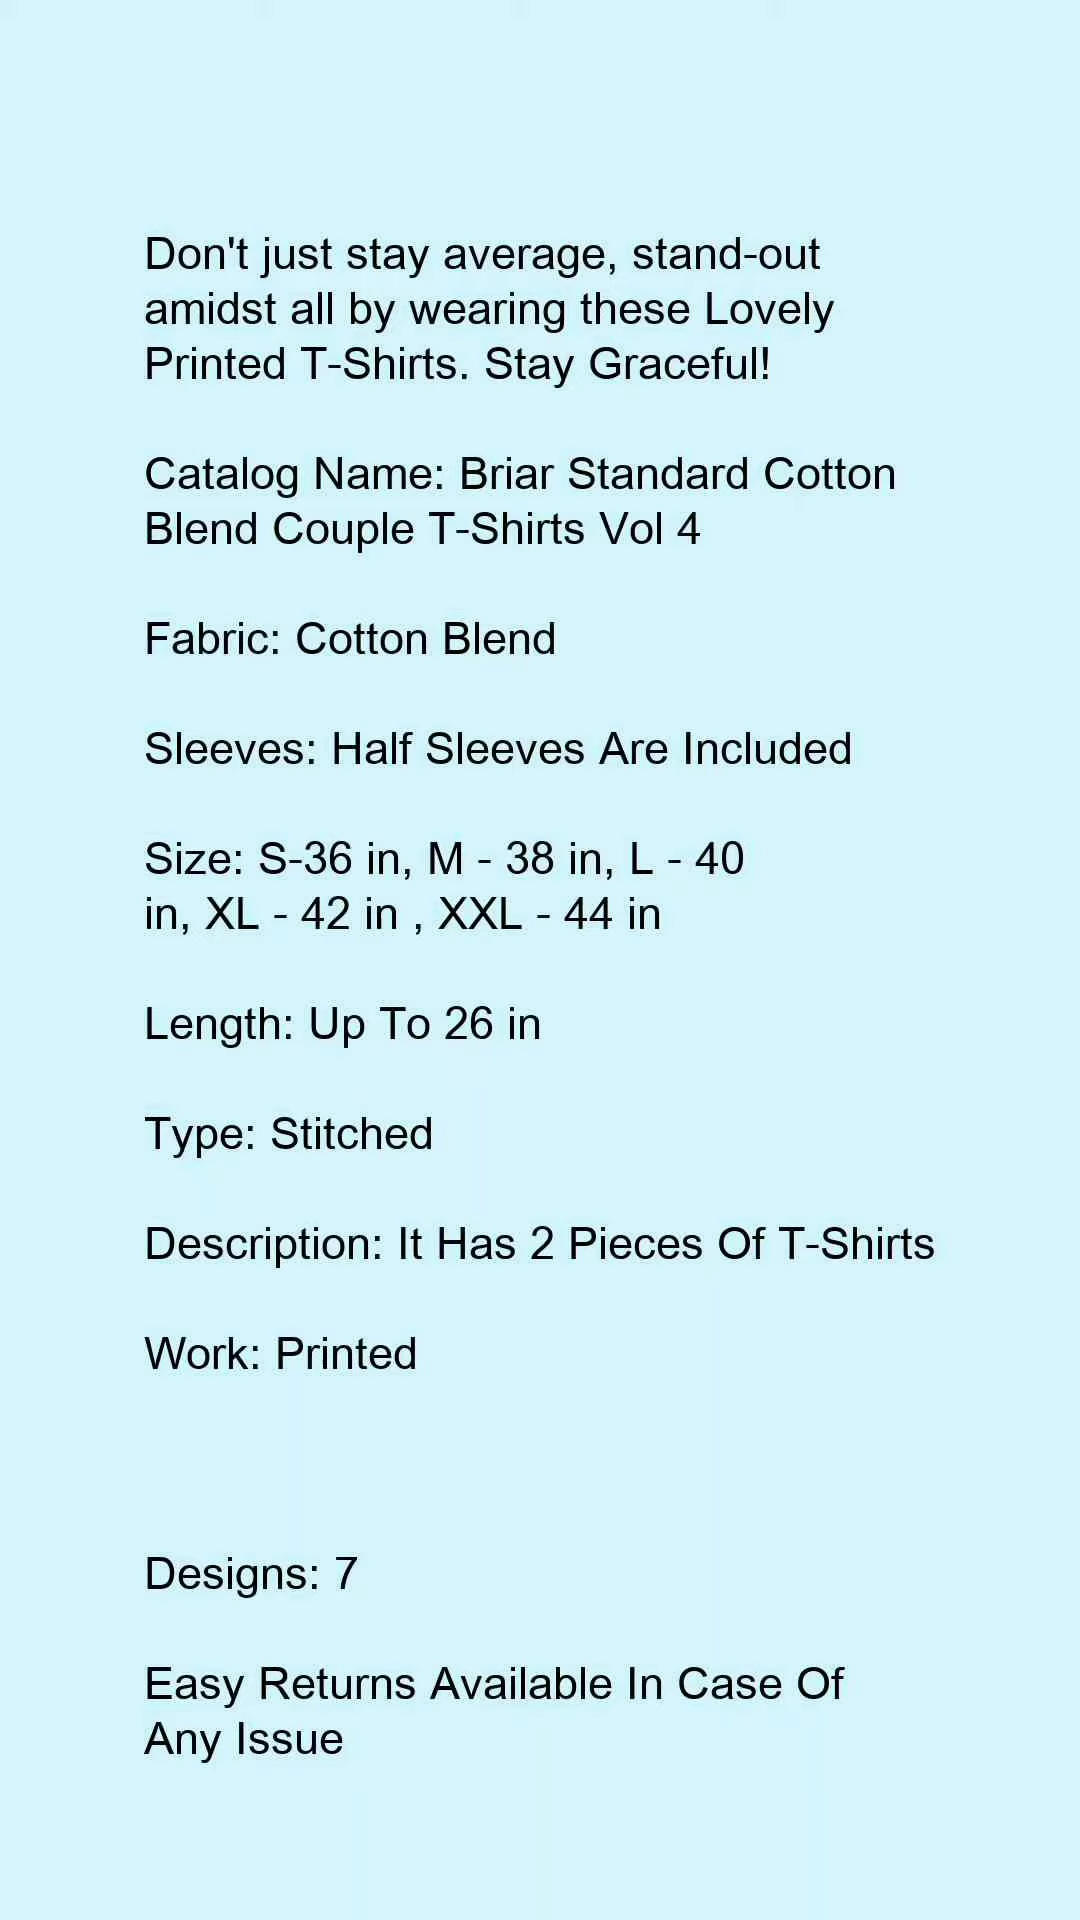 Don't just stay average, stand-out
amidst all by wearing these Lovely
Printed T-Shirts. Stay Graceful!
Catalog Name: Briar Standard Cotton
Blend Couple T-Shirts Vol 4
Fabric: Cotton Blend
Sleeves: Half Sleeves Are Included
Size: S-36 in, M - 38 in, L - 40
in, XL - 42 in , XXL - 44 in
Length: Up To 26 in
Type: Stitched
Description: It Has 2 Pieces Of T-Shirts
Work: Printed
Designs: 7
Easy Returns Available In Case Of
Any Issue